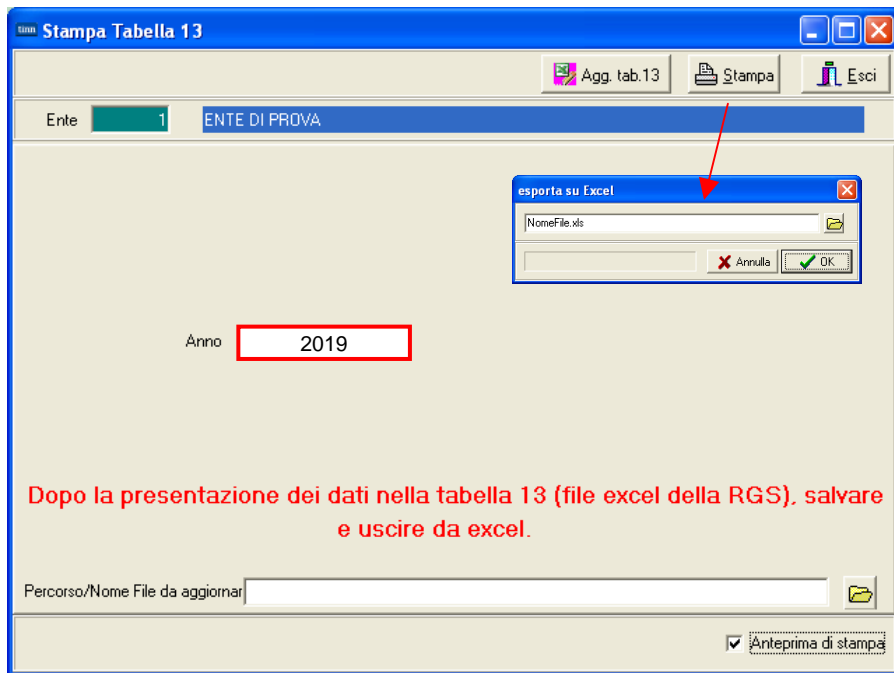 tinn Stampa Tabella 13
Agg. tab.13 Stampa Esci
Ente 1 ENTE DI PROVA
esporta su Excel
NomeFile.xls
Annulla OK
Anno 2019
Dopo la presentazione dei dati nella tabella 13 (file excel della RGS), salvare
e uscire da excel.
Percorso/Nome File da aggiornar
Anteprima di stampa